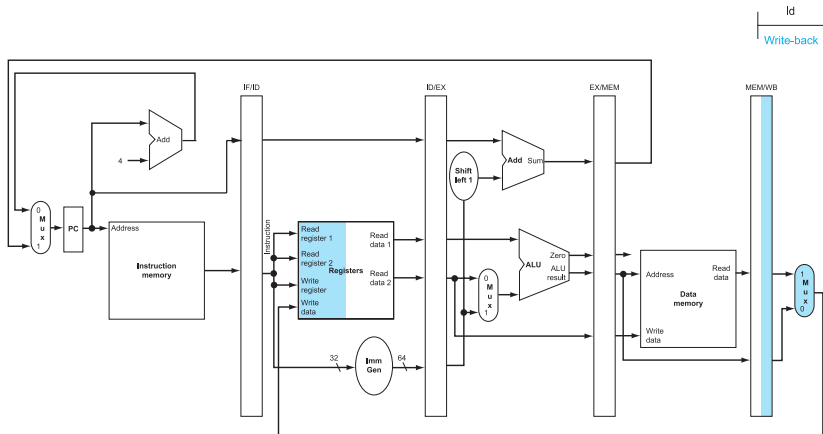 ld
Write-back
IF/ID
ID/EX
EX/MEM
MEM/WB
Add
4
Add Sum
Shift
left 1
0
M
u
x
1
PC
Address
Instruction
memory
Instruction
Read
register 1
Read
register 2
Write
register
Write
data
Registers
Read
data 1
Read
data 2
0
M
u
x
1
Zero
ALU
ALU
result
Address
Read
data
Data
memory
Write
data
1
M
u
x
0
32
Imm
Gen
64